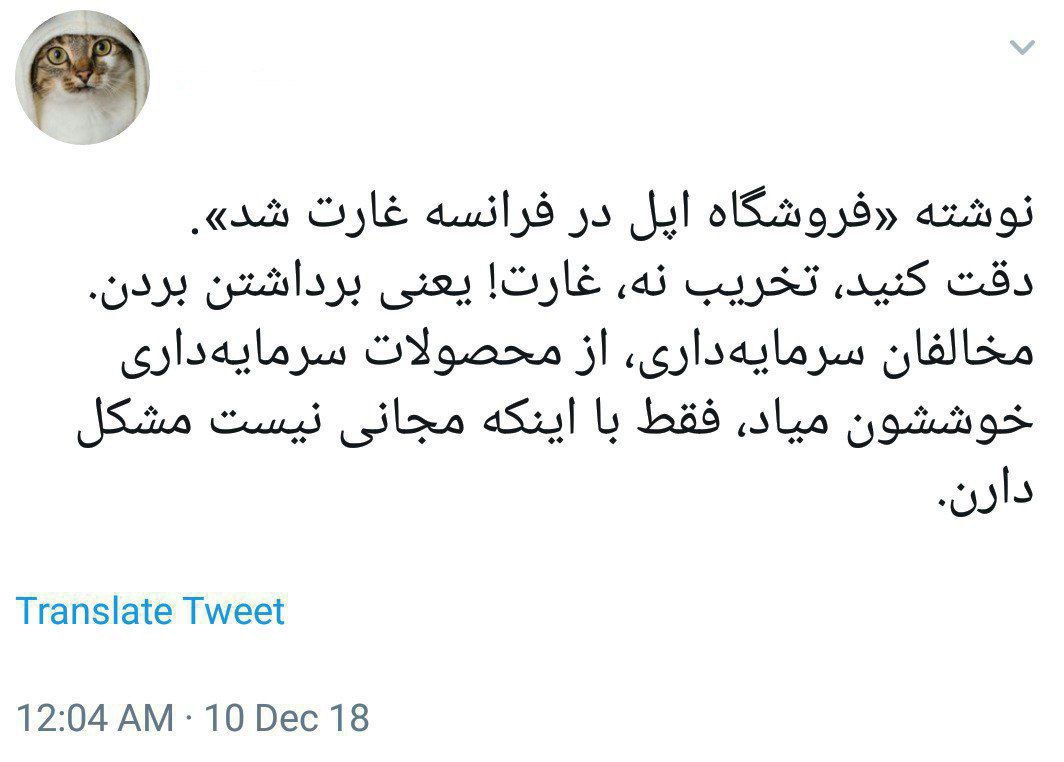 نوشته «فروشگاه اپل در فرانسه غارت شد».
دقت کنید، تخریب نه، غارت! یعنی برداشتن بردن.
مخالفان سرمایه‌داری، از محصولات سرمایه‌داری
خوششون میاد، فقط با اینکه مجانی نیست مشکل
دارن.
Translate Tweet
12:04 AM · 10 Dec 18